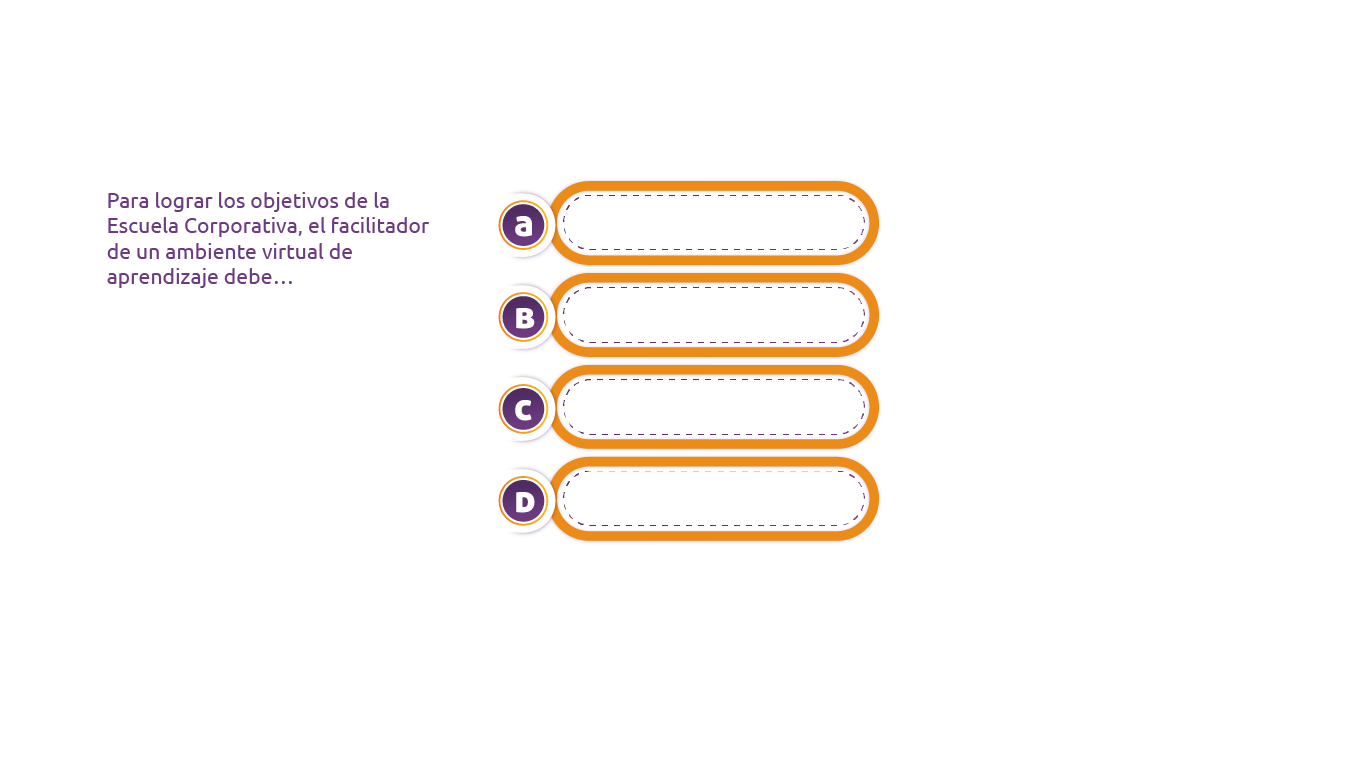 Para lograr los objetivos de la
Escuela Corporativa, el facilitador
de un ambiente virtual de
aprendizaje debe…
a
B
C
D